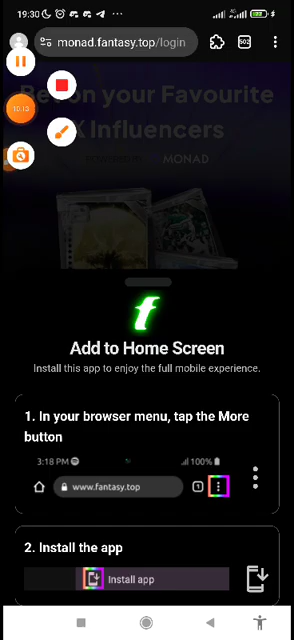 19:30
monad.fantasy.top/login
502
Bet on your Favourite
X Influencers
MONAD
10:13
Add to Home Screen
Install this app to enjoy the full mobile experience.
1. In your browser menu, tap the More
button
3:18 PM
100%
www.fantasy.top
1
2. Install the app
Install app